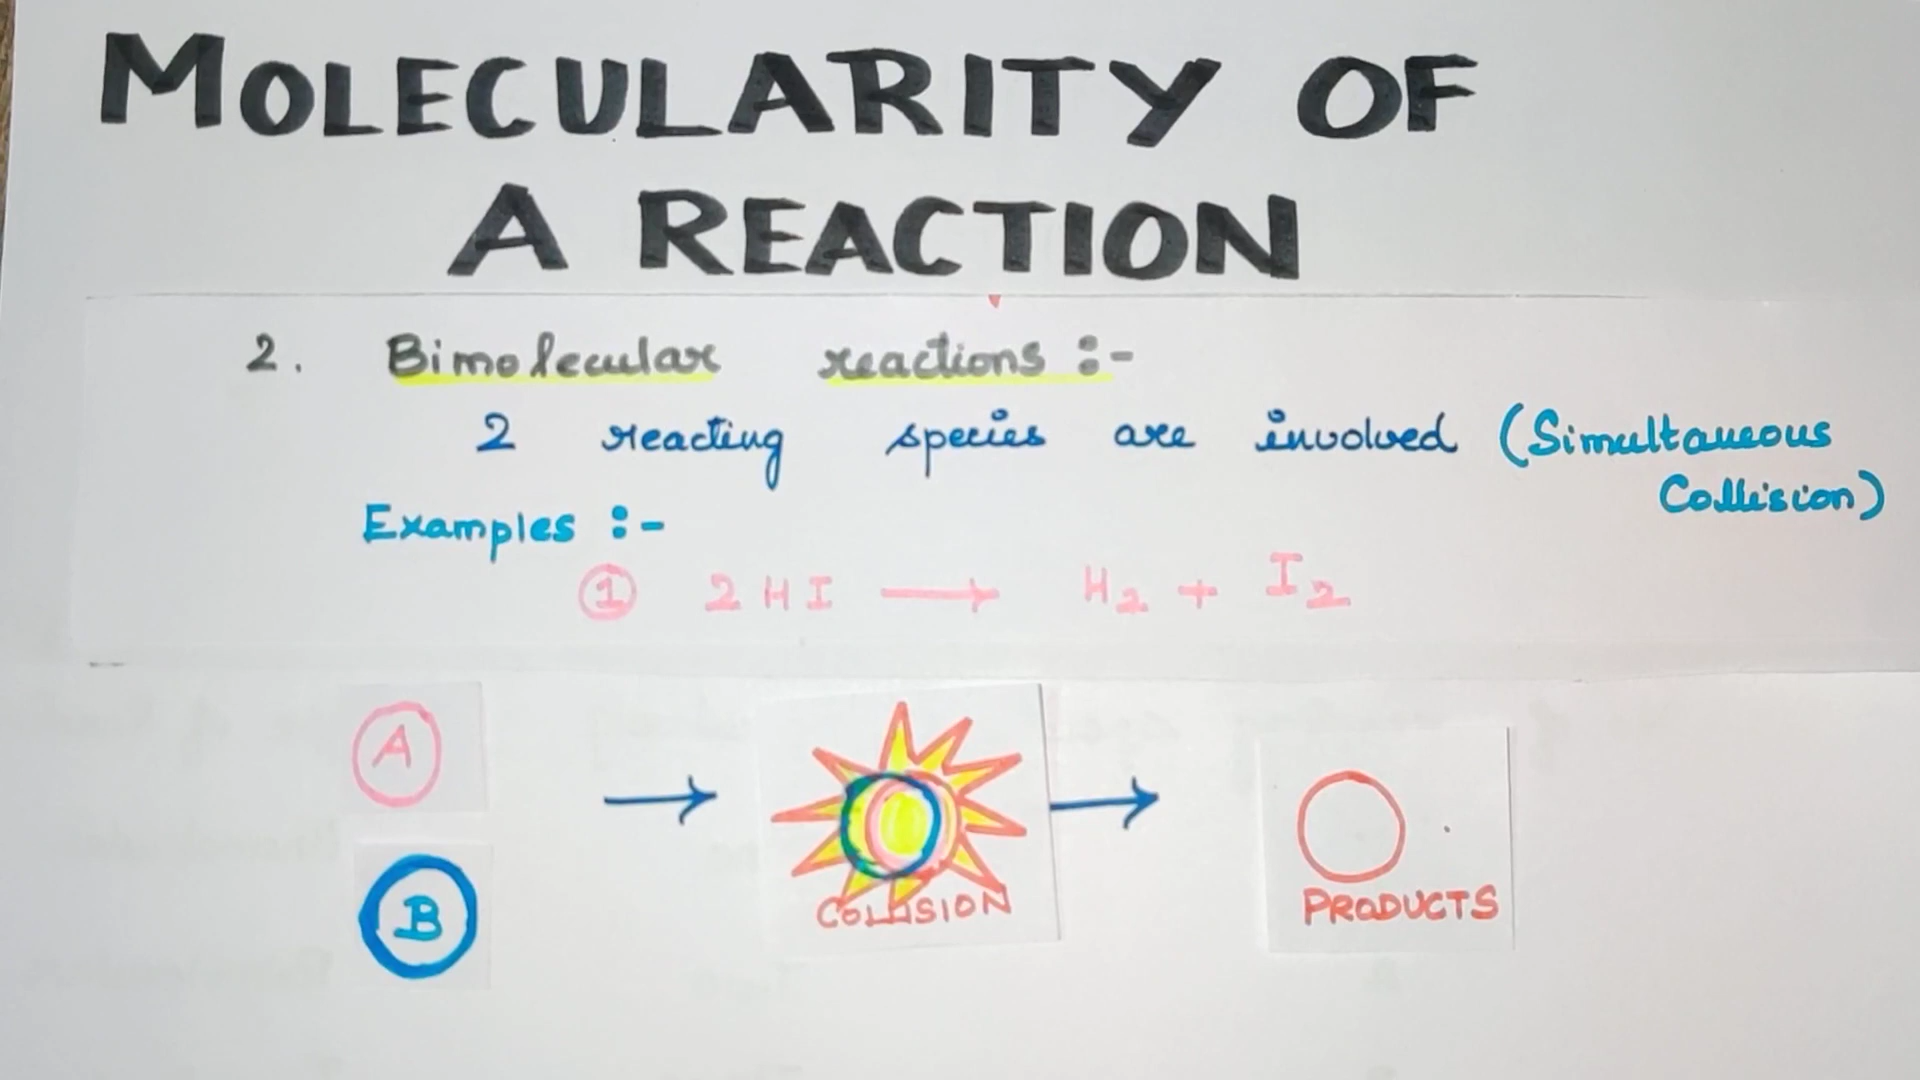 MOLECULARITY OF
A REACTION
2. Bimolecular reactions :-
2 reacting species are involved (Simultaneous
Collision)
Examples :-
① 2HI ⟶ H₂ + I₂
A
B
COLLISION
PRODUCTS